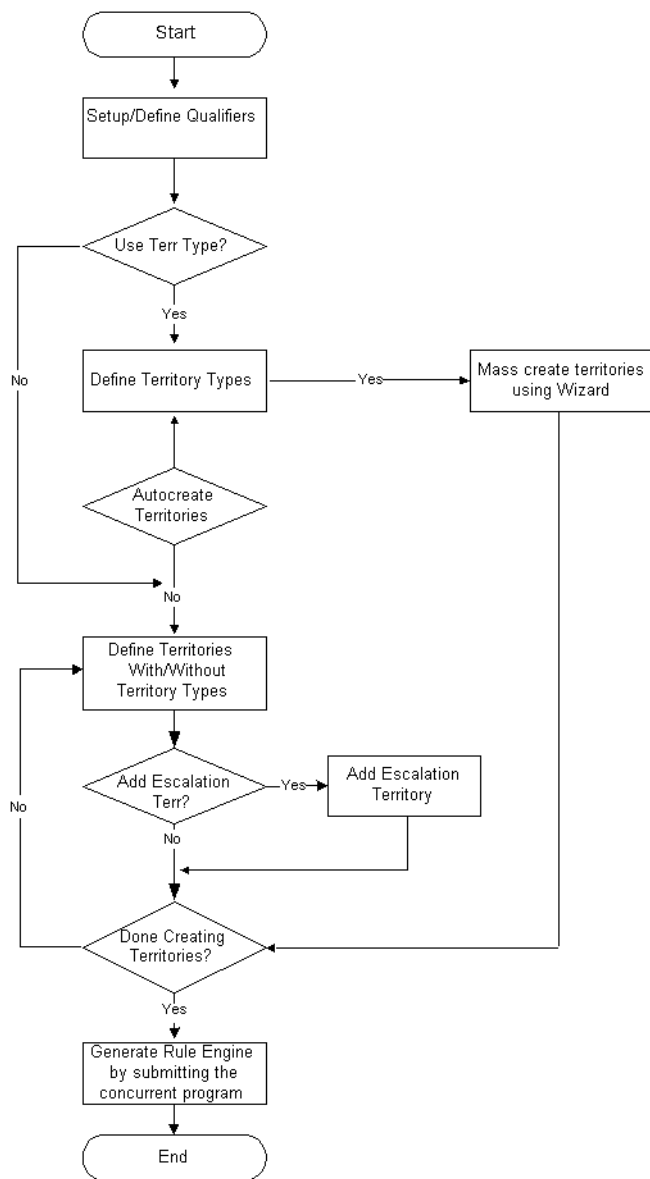 Start
Setup/Define Qualifiers
Use Terr Type?
Yes
No
Define Territory Types
Yes
Mass create territories
using Wizard
Autocreate
Territories
No
No
Define Territories
With/Without
Territory Types
Add Escalation
Terr?
Yes
Add Escalation
Territory
No
No
Done Creating
Territories?
Yes
Generate Rule Engine
by submitting the
concurrent program
End